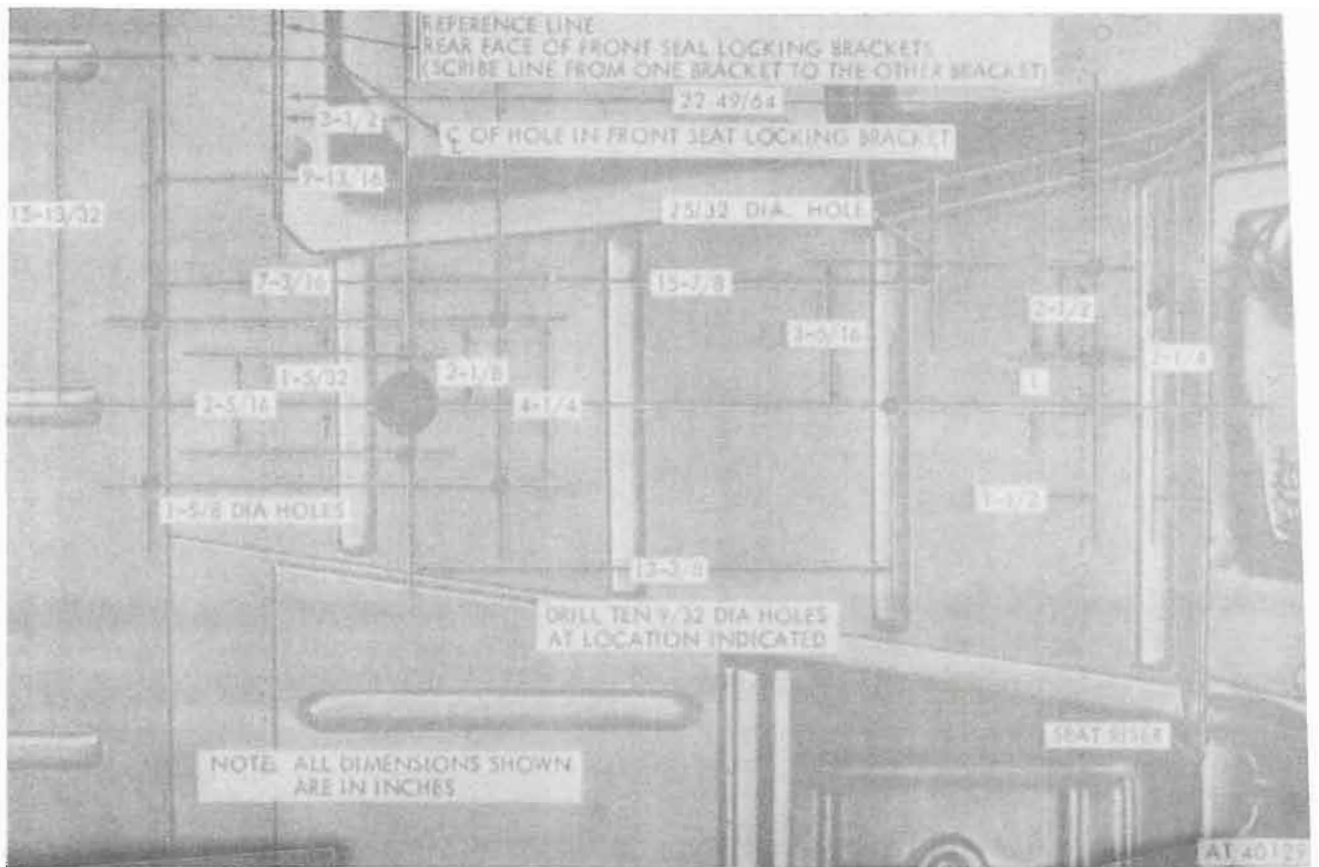 REFERENCE LINE
REAR FACE OF FRONT SEAL LOCKING BRACKETS
(SCRIBE LINE FROM ONE BRACKET TO THE OTHER BRACKET)
22 49/64
3-1/2
℄ OF HOLE IN FRONT SEAT LOCKING BRACKET
9-13/16
15-13/32
25/32 DIA. HOLE
7-3/16
15-7/8
2-1/2
3-5/16
2-1/4
1-5/32
2-1/8
2-5/16
4-1/4
1
1-5/8 DIA HOLES
1-1/2
DRILL TEN 9/32 DIA HOLES
AT LOCATION INDICATED
SEAT RISER
NOTE: ALL DIMENSIONS SHOWN
ARE IN INCHES
AT 40129